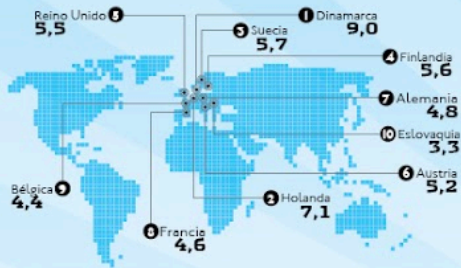 Reino Unido 5
5,5
1 Dinamarca
9,0
3 Suecia
5,7
4 Finlandia
5,6
7 Alemania
4,8
10 Eslovaquia
3,3
6 Austria
5,2
2 Holanda
7,1
8 Francia
4,6
Bélgica 9
4,4